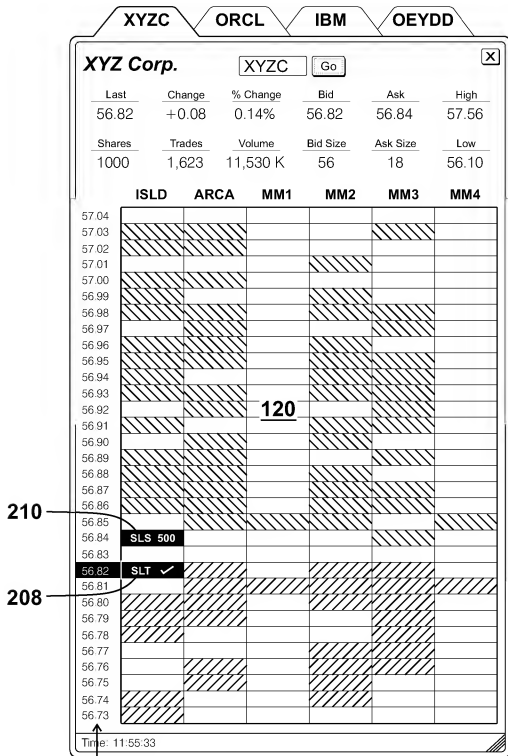 XYZC ORCL IBM OEYDD
X
XYZ Corp. XYZC Go
Last Change % Change Bid Ask High
56.82 +0.08 0.14% 56.82 56.84 57.56
Shares Trades Volume Bid Size Ask Size Low
1000 1,623 11,530 K 56 18 56.10
ISLD ARCA MM1 MM2 MM3 MM4
57.04
57.03
57.02
57.01
57.00
56.99
56.98
56.97
56.96
56.95
56.94
56.93
56.92 120
56.91
56.90
56.89
56.88
56.87
56.86
56.85
210
56.84 SLS 500
56.83
56.82 SLT ✓
56.81
208
56.80
56.79
56.78
56.77
56.76
56.75
56.74
56.73
Time: 11:55:33